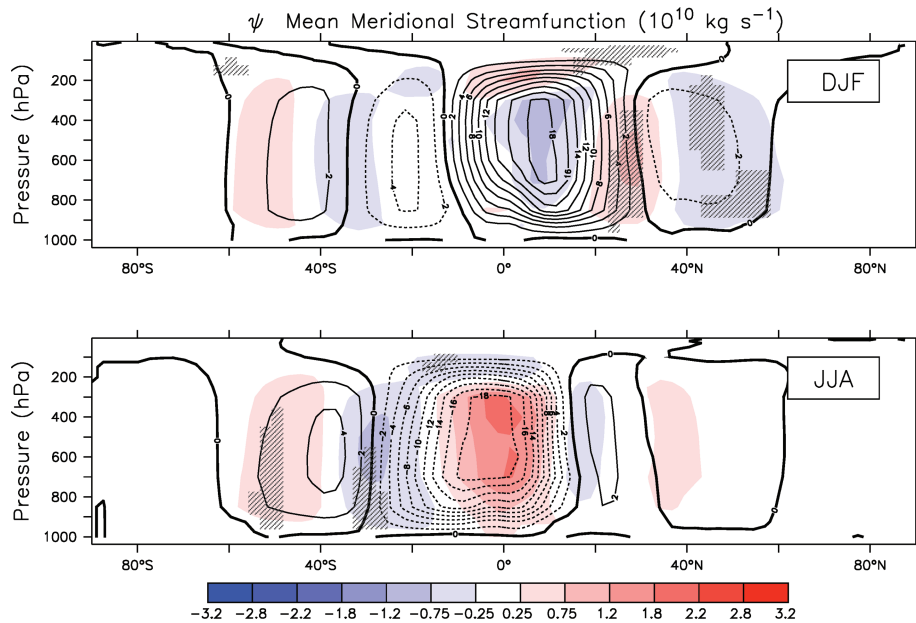 ψ Mean Meridional Streamfunction (10¹⁰ kg s⁻¹)
DJF
Pressure (hPa)
200
400
600
800
1000
80°S 40°S 0° 40°N 80°N
JJA
Pressure (hPa)
200
400
600
800
1000
80°S 40°S 0° 40°N 80°N
−3.2 −2.8 −2.2 −1.8 −1.2 −0.75 −0.25 0.25 0.75 1.2 1.8 2.2 2.8 3.2